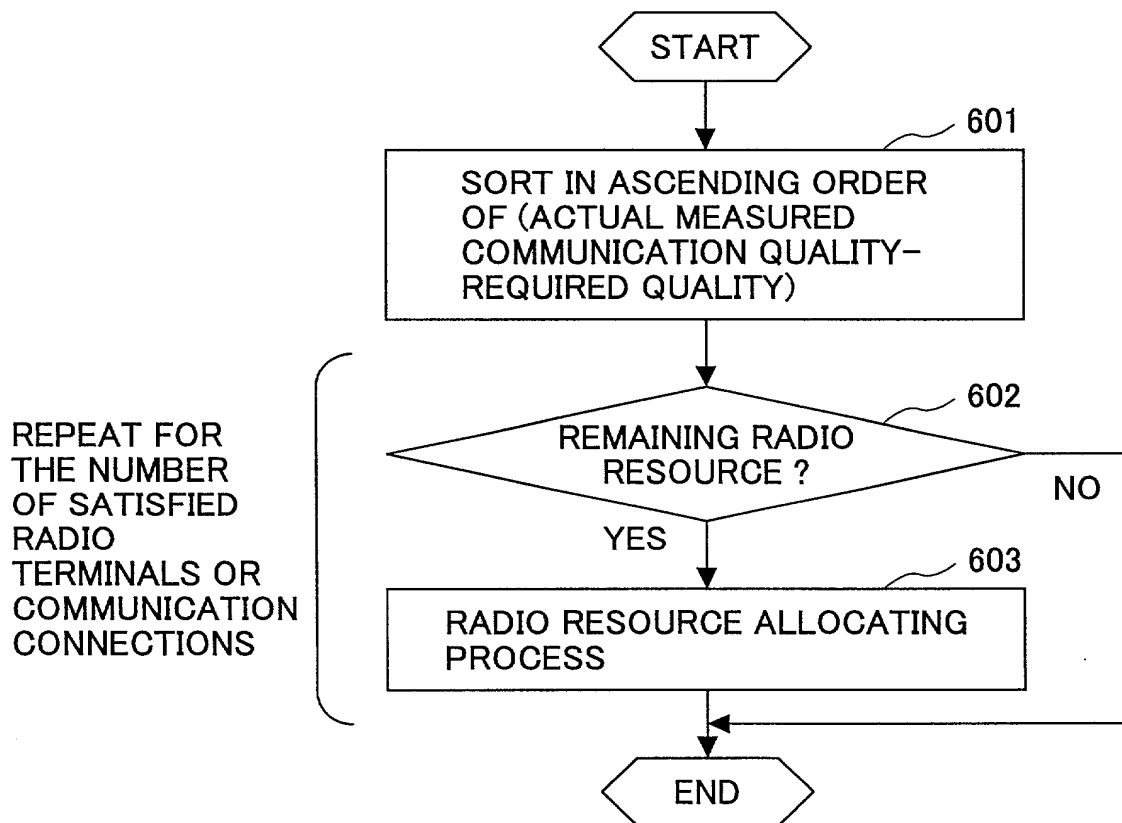 START
601
SORT IN ASCENDING ORDER
OF (ACTUAL MEASURED
COMMUNICATION QUALITY-
REQUIRED QUALITY)
602
REMAINING RADIO
RESOURCE ?
NO
YES
REPEAT FOR
THE NUMBER
OF SATISFIED
RADIO
TERMINALS OR
COMMUNICATION
CONNECTIONS
603
RADIO RESOURCE ALLOCATING
PROCESS
END